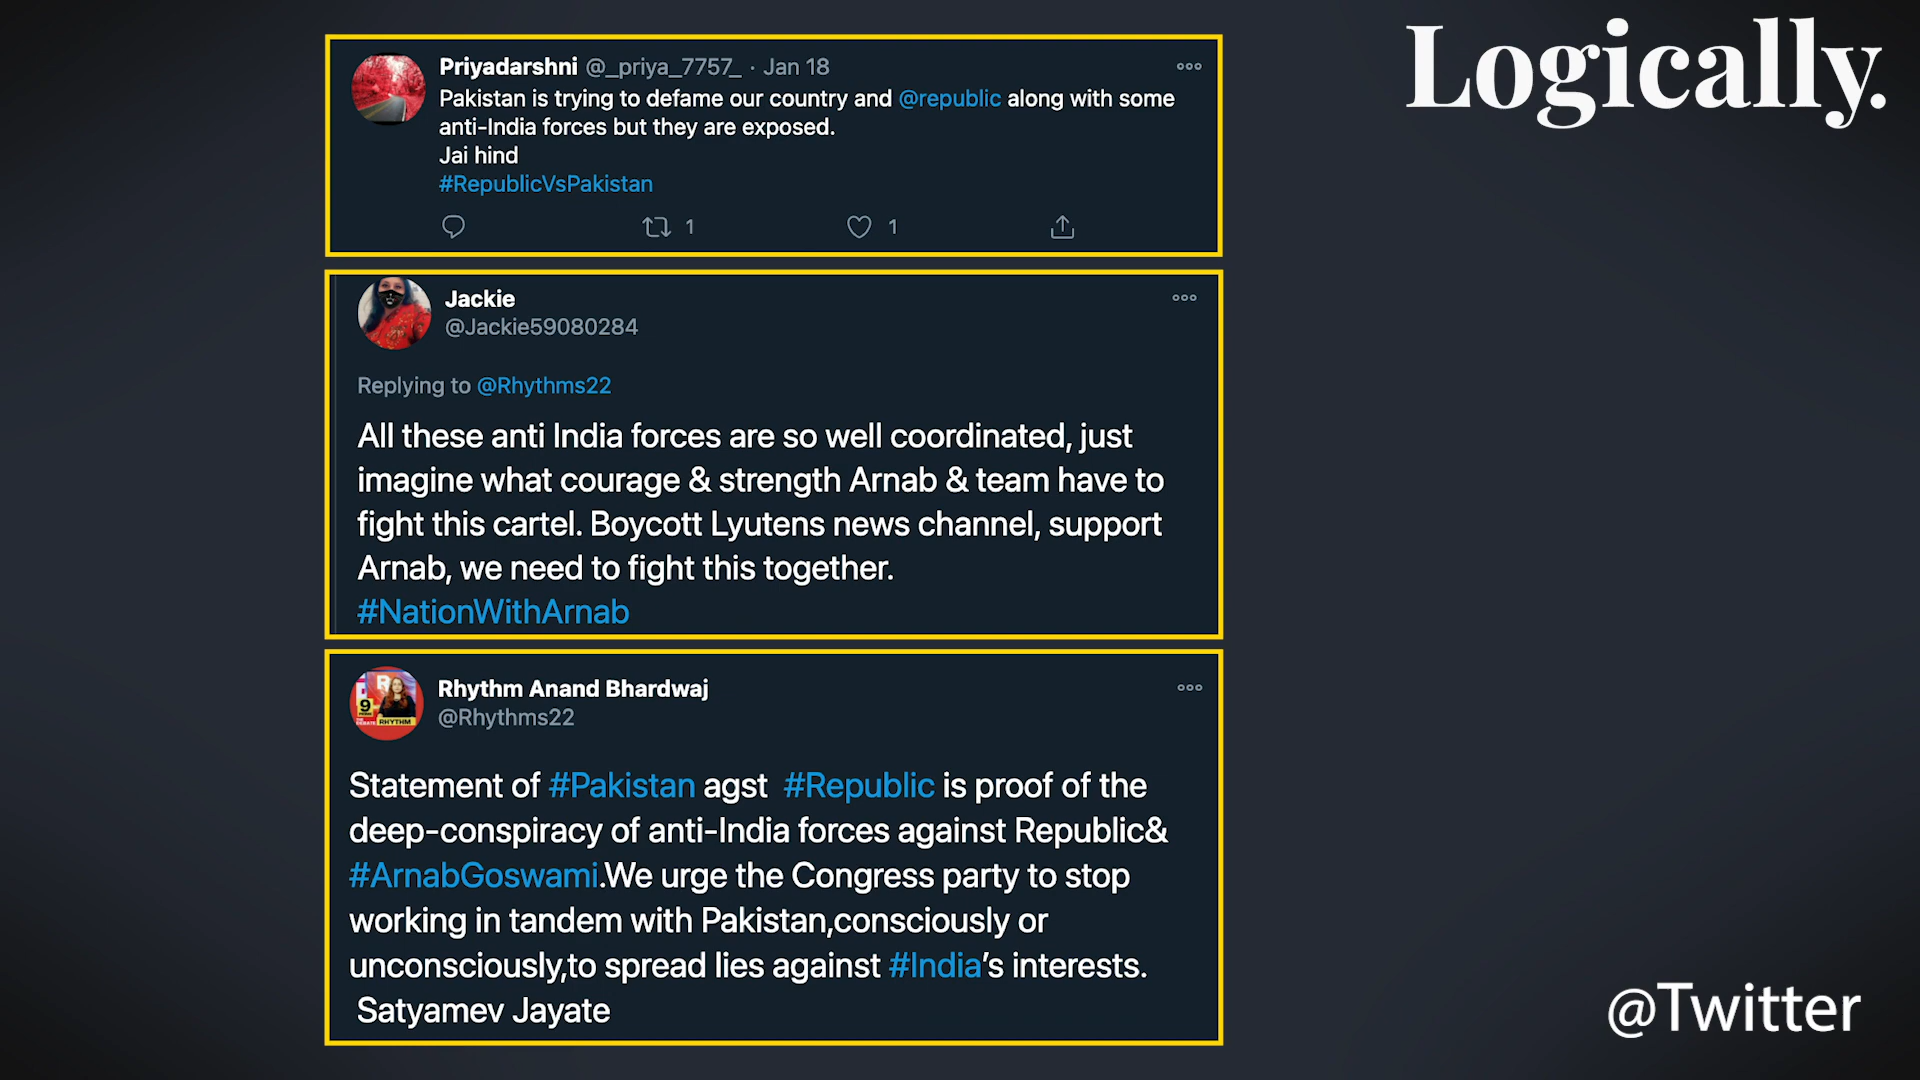 Logically.
Priyadarshni @_priya_7757_ · Jan 18
Pakistan is trying to defame our country and @republic along with some
anti-India forces but they are exposed.
Jai hind
#RepublicVsPakistan
1 1
Jackie
@Jackie59080284
Replying to @Rhythms22
All these anti India forces are so well coordinated, just
imagine what courage & strength Arnab & team have to
fight this cartel. Boycott Lyutens news channel, support
Arnab, we need to fight this together.
#NationWithArnab
Rhythm Anand Bhardwaj
@Rhythms22
9
RHYTHM
Statement of #Pakistan agst #Republic is proof of the
deep-conspiracy of anti-India forces against Republic&
#ArnabGoswami.We urge the Congress party to stop
working in tandem with Pakistan,consciously or
unconsciously,to spread lies against #India’s interests.
Satyamev Jayate
@Twitter